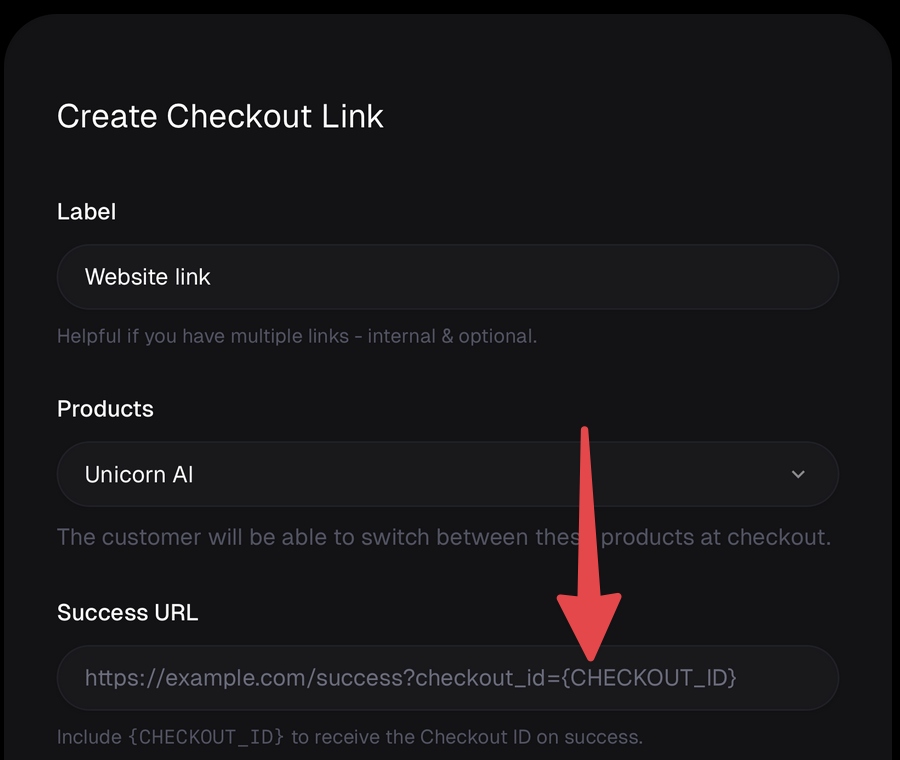 Create Checkout Link
Label
Website link
Helpful if you have multiple links - internal & optional.
Products
Unicorn AI
The customer will be able to switch between these products at checkout.
Success URL
https://example.com/success?checkout_id={CHECKOUT_ID}
Include {CHECKOUT_ID} to receive the Checkout ID on success.